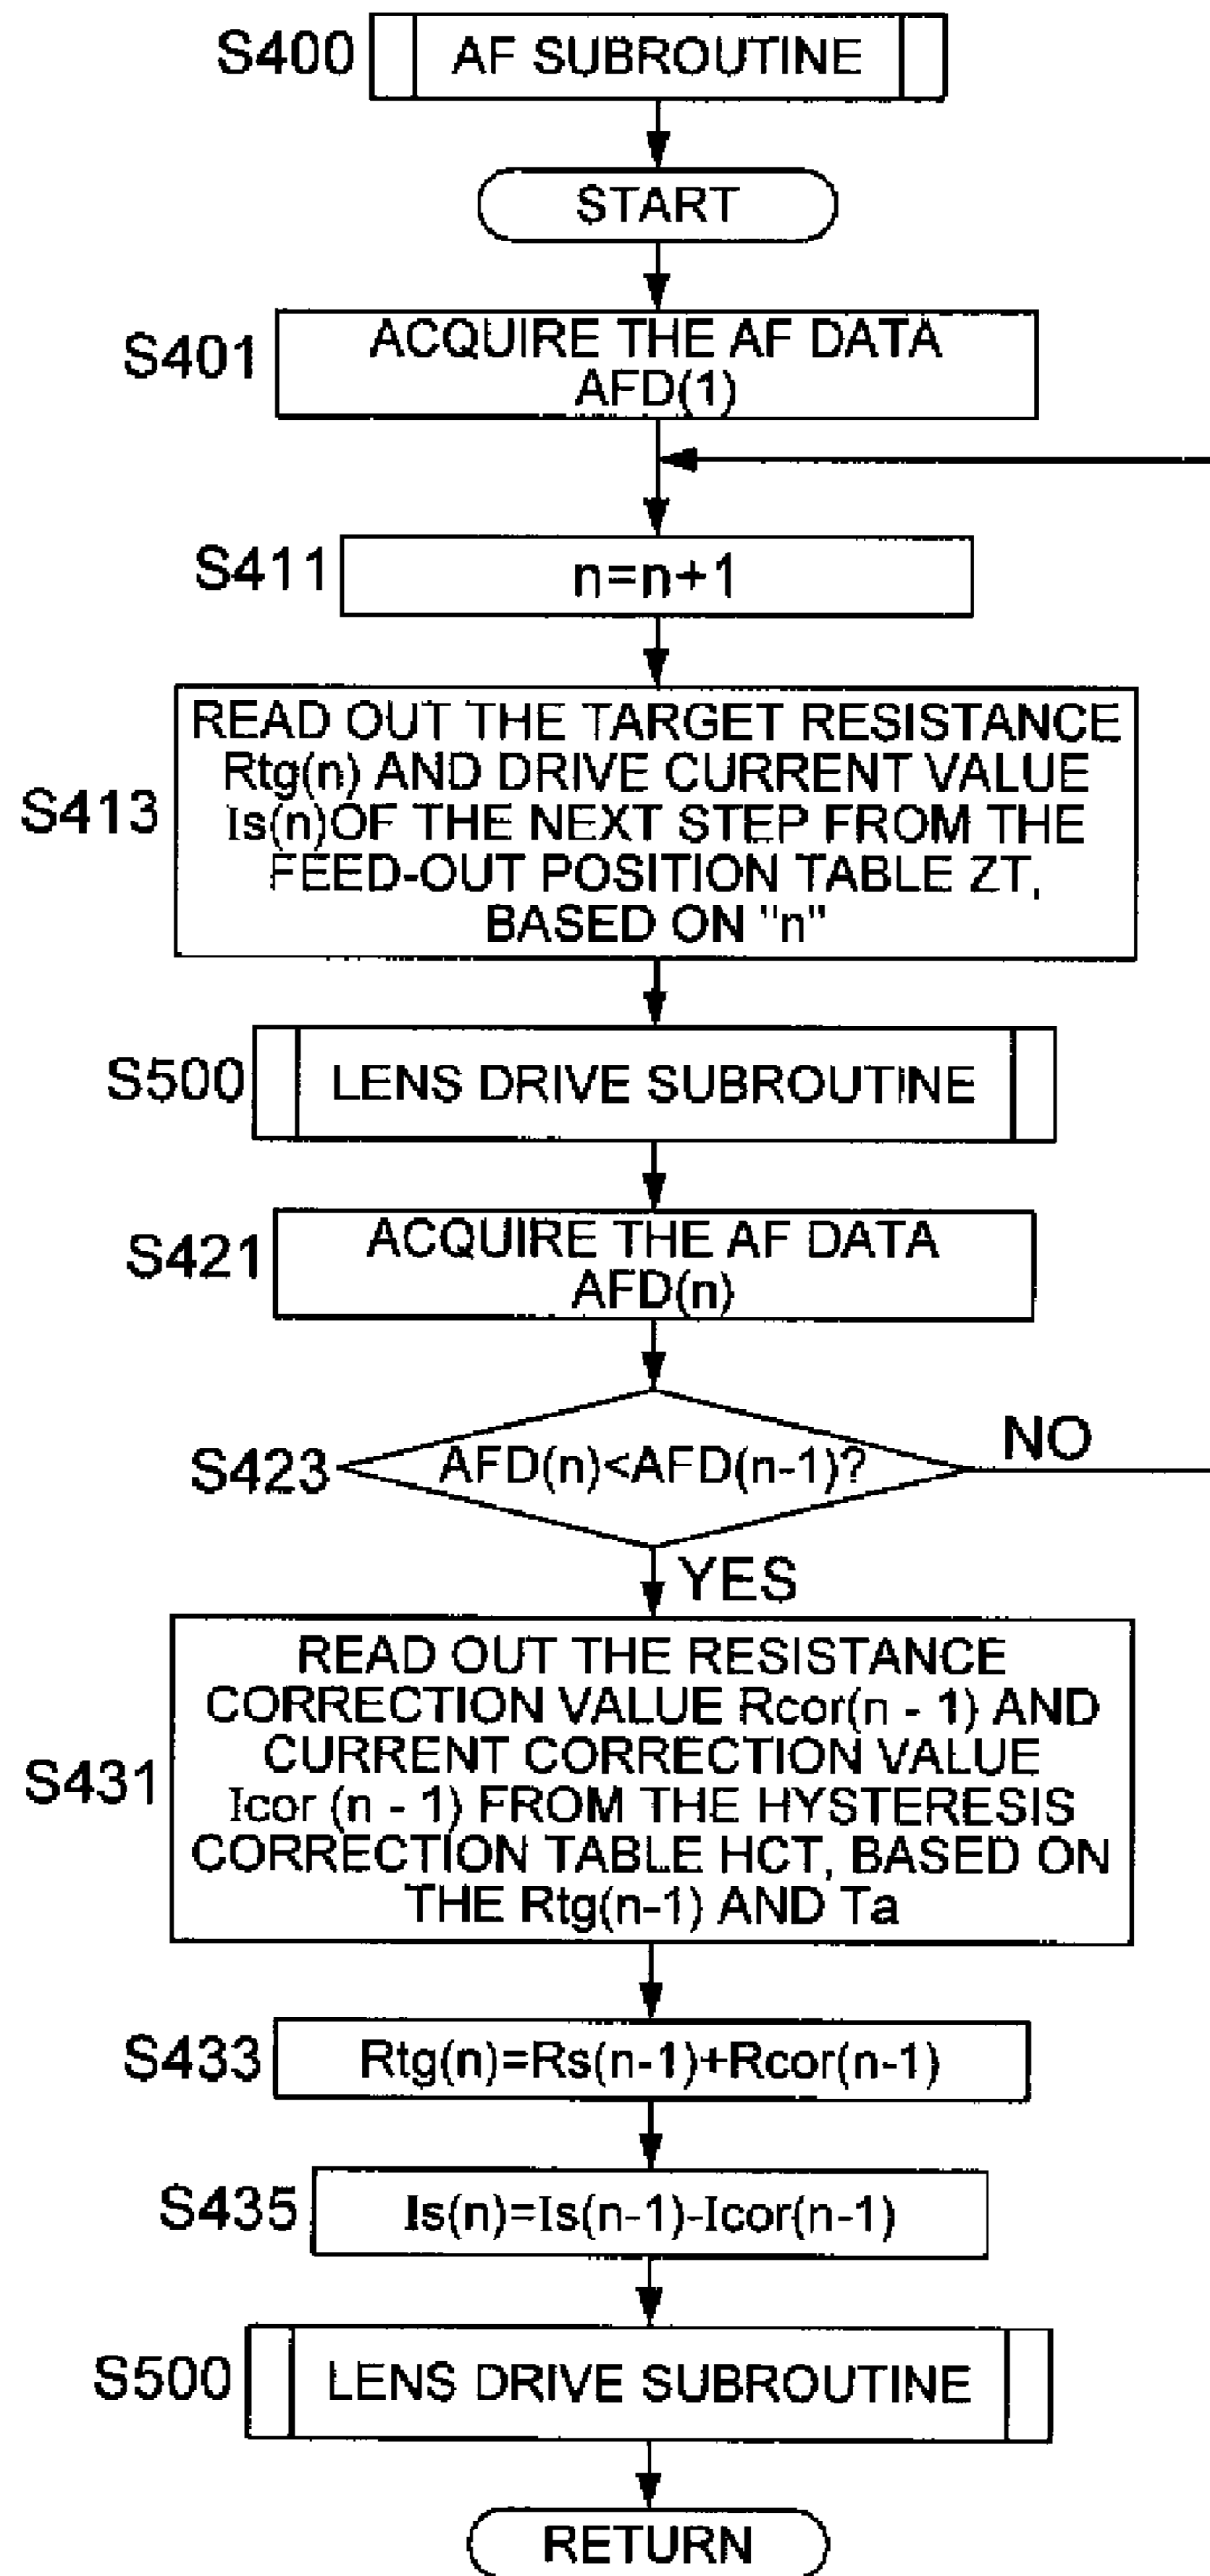 S400 AF SUBROUTINE
START
S401 ACQUIRE THE AF DATA
AFD(1)
S411 n=n+1
READ OUT THE TARGET RESISTANCE
Rtg(n) AND DRIVE CURRENT VALUE
S413 Is(n)OF THE NEXT STEP FROM THE
FEED-OUT POSITION TABLE ZT,
BASED ON "n"
S500 LENS DRIVE SUBROUTINE
S421 ACQUIRE THE AF DATA
AFD(n)
S423 AFD(n)<AFD(n-1)? NO
YES
READ OUT THE RESISTANCE
CORRECTION VALUE Rcor(n - 1) AND
CURRENT CORRECTION VALUE
S431 Icor (n - 1) FROM THE HYSTERESIS
CORRECTION TABLE HCT, BASED ON
THE Rtg(n-1) AND Ta
S433 Rtg(n)=Rs(n-1)+Rcor(n-1)
S435 Is(n)=Is(n-1)-Icor(n-1)
S500 LENS DRIVE SUBROUTINE
RETURN